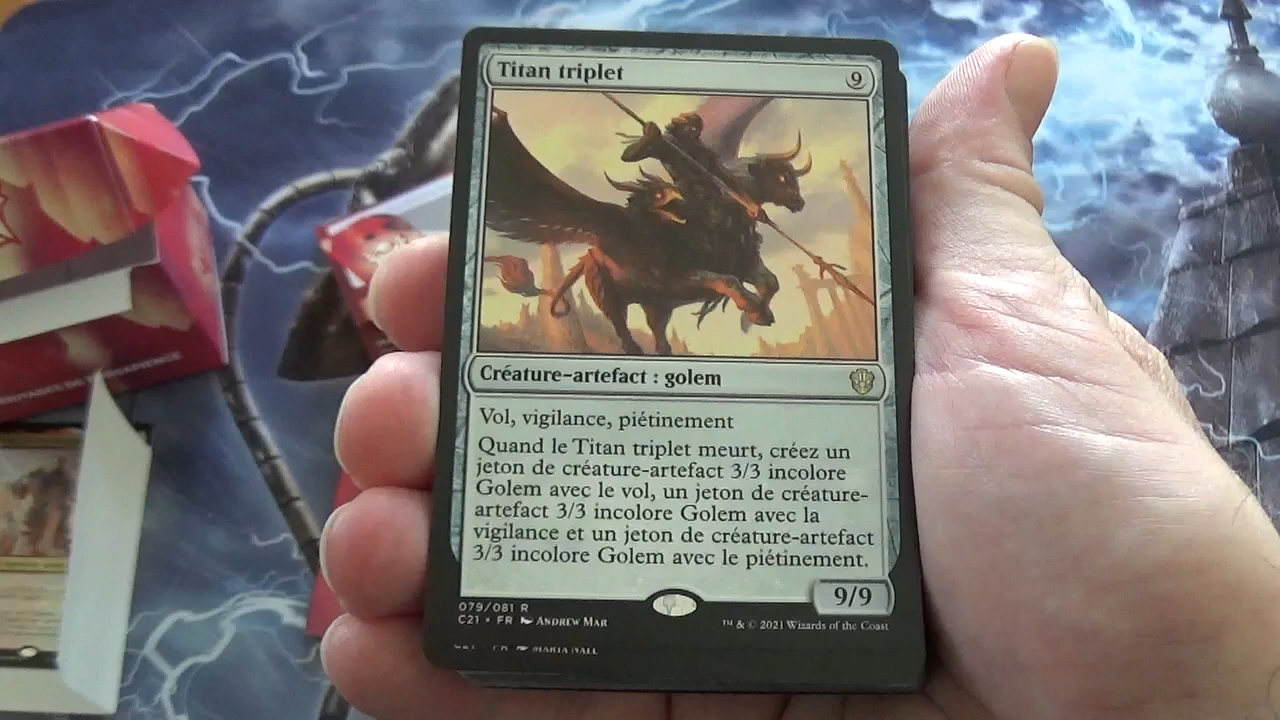 Titan triplet 9
Créature-artefact : golem
Vol, vigilance, piétinement
Quand le Titan triplet meurt, créez un
jeton de créature-artefact 3/3 incolore
Golem avec le vol, un jeton de créature-
artefact 3/3 incolore Golem avec la
vigilance et un jeton de créature-artefact
3/3 incolore Golem avec le piétinement.
9/9
079/081 R
C21 • FR Andrew Mar
™ & © 2021 Wizards of the Coast